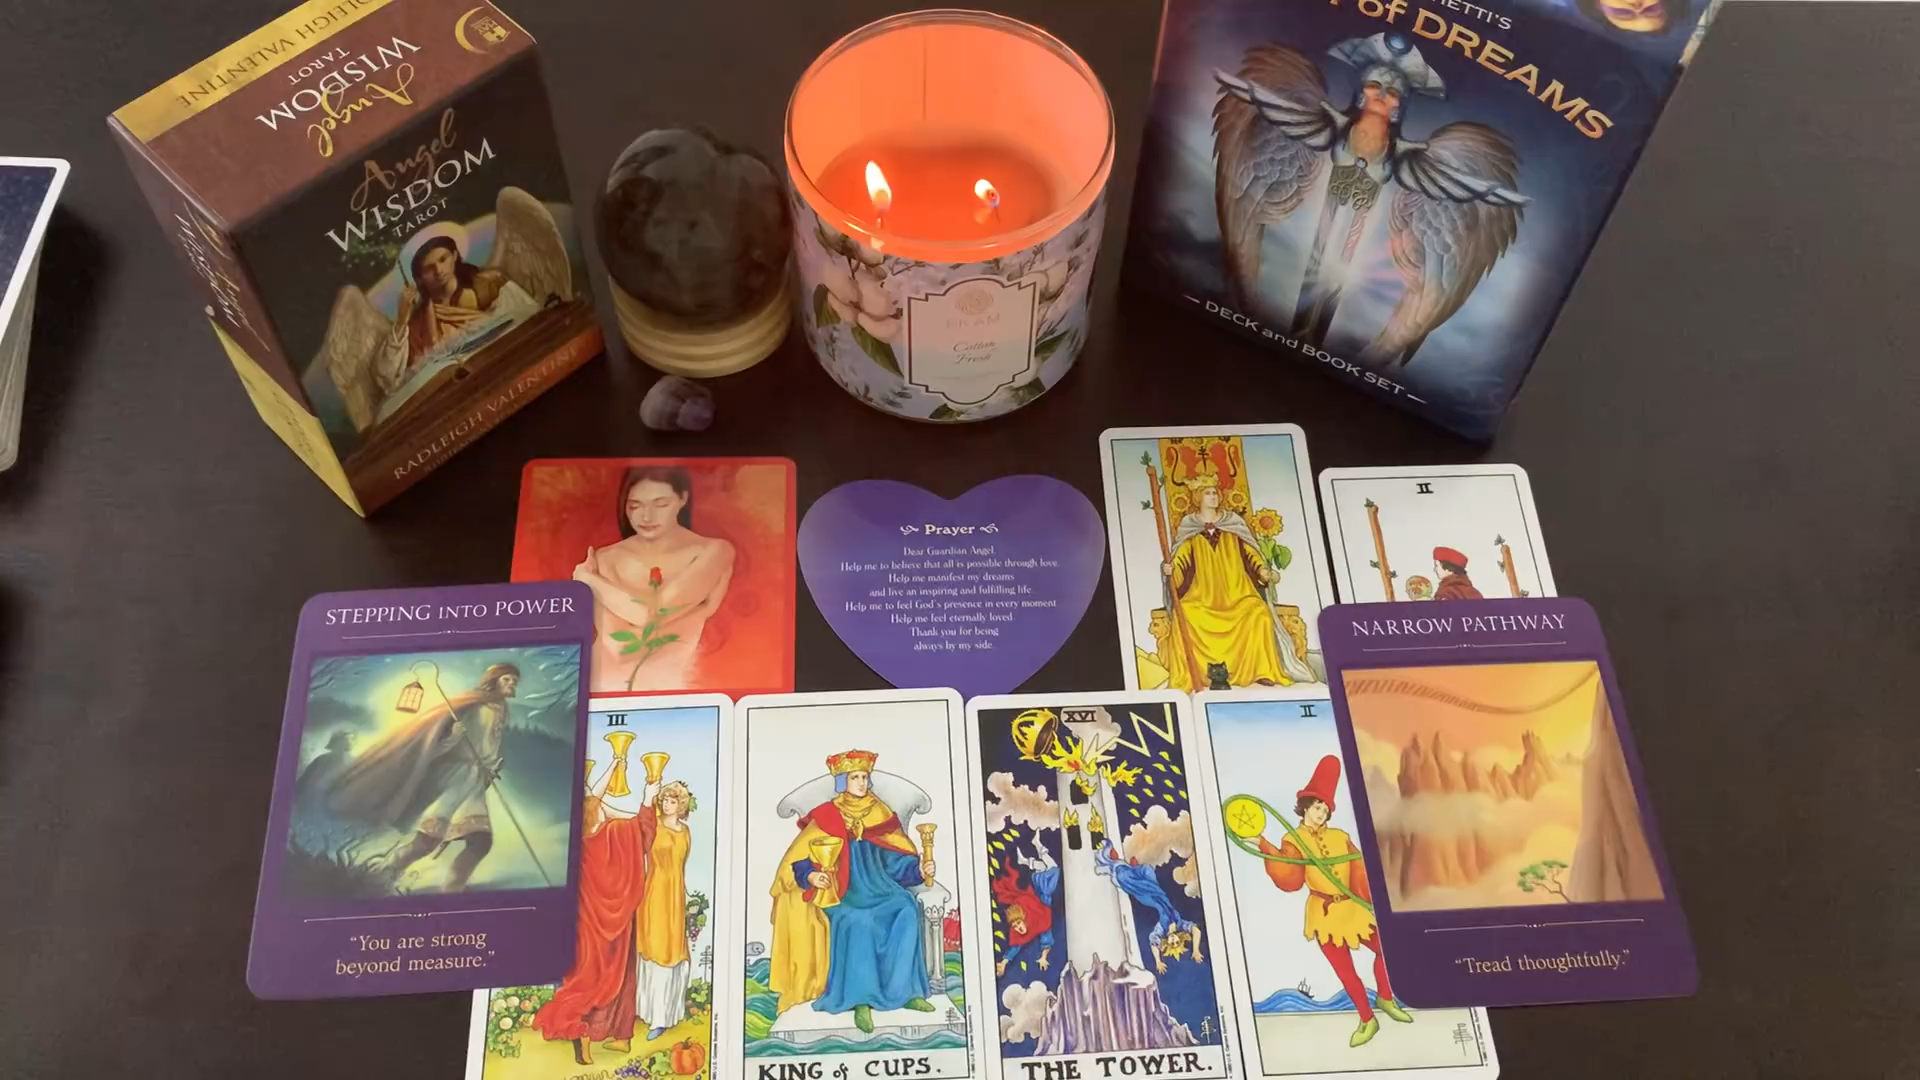 RADLEIGH VALENTINE
Angel
WISDOM
TAROT
Angel
WISDOM
TAROT
RADLEIGH VALENTINE
of DREAMS
DECK and BOOK SET
Cotton
Fresh
Prayer
Dear Guardian Angel,
Help me to believe that all is possible through love.
Help me manifest my dreams
and live an inspiring and fulfilling life.
Help me to feel God's presence in every moment.
Help me feel eternally loved.
Thank you for being
always by my side.
II
STEPPING INTO POWER
"You are strong
beyond measure."
NARROW PATHWAY
"Tread thoughtfully."
III
KING of CUPS.
XVI
THE TOWER.
II